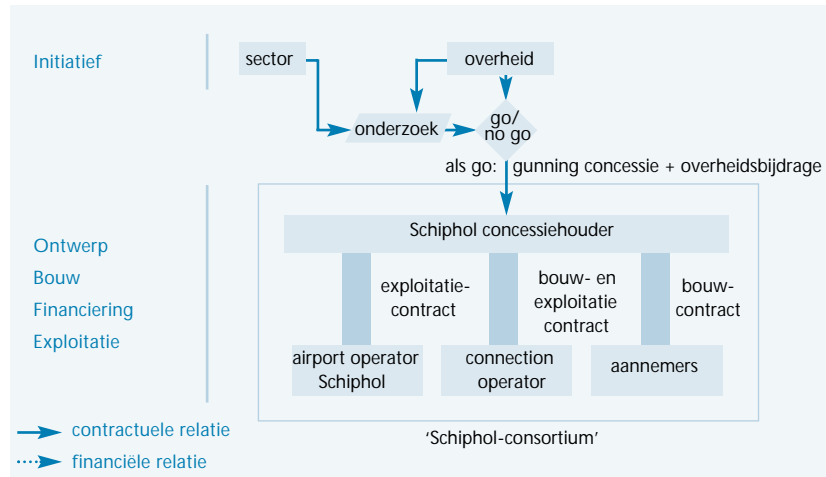 Initiatief
sector
overheid
onderzoek
go/
no go
als go:
gunning concessie + overheidsbijdrage
Ontwerp
Bouw
Financiering
Exploitatie
Schiphol concessiehouder
exploitatie-
contract
bouw- en
exploitatie
contract
bouw-
contract
airport operator
Schiphol
connection
operator
aannemers
contractuele relatie
financiële relatie
‘Schiphol-consortium’